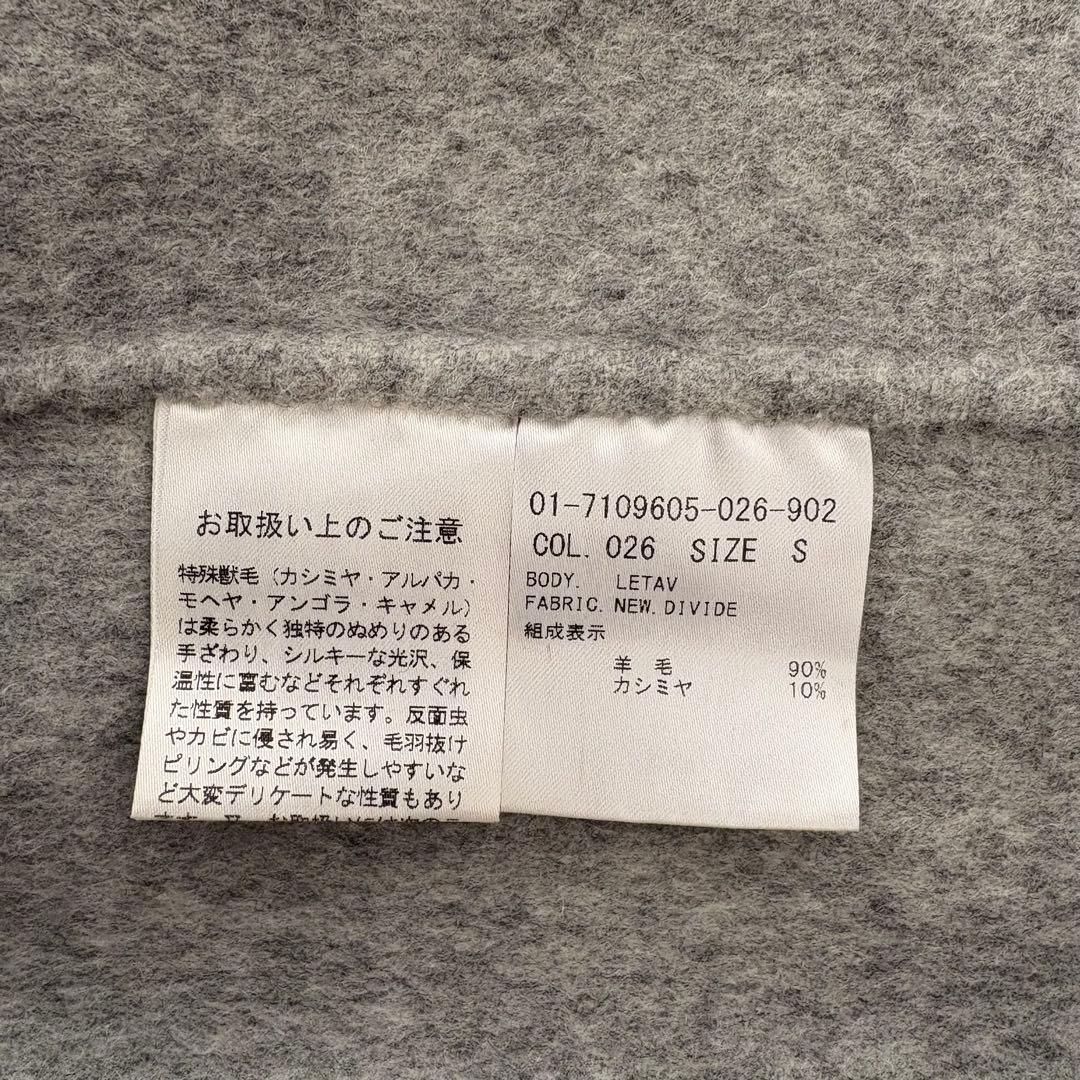 お取扱い上のご注意
特殊獣毛(カシミヤ・アルパカ・
モヘヤ・アンゴラ・キャメル)
は柔らかく独特のぬめりのある
手ざわり、シルキーな光沢、保
温性に富むなどそれぞれすぐれ
た性質を持っています。反面虫
やカビに侵され易く、毛羽抜け
ピリングなどが発生しやすいな
ど大変デリケートな性質もあり
01-7109605-026-902
COL. 026 SIZE S
BODY. LETAV
FABRIC. NEW. DIVIDE
組成表示
羊 毛 90%
カシミヤ 10%